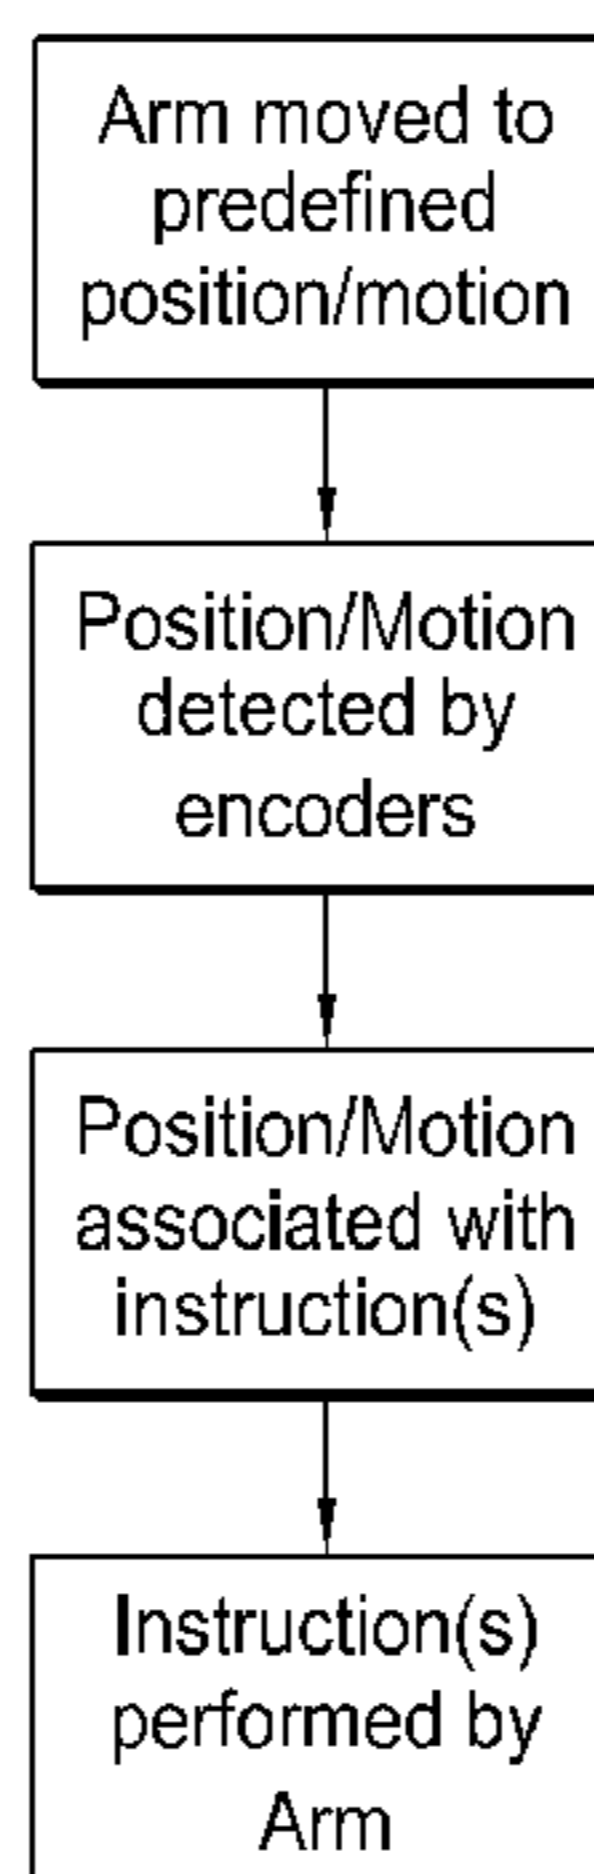 Arm moved to
predefined
position/motion
Position/Motion
detected by
encoders
Position/Motion
associated with
instruction(s)
Instruction(s)
performed by
Arm